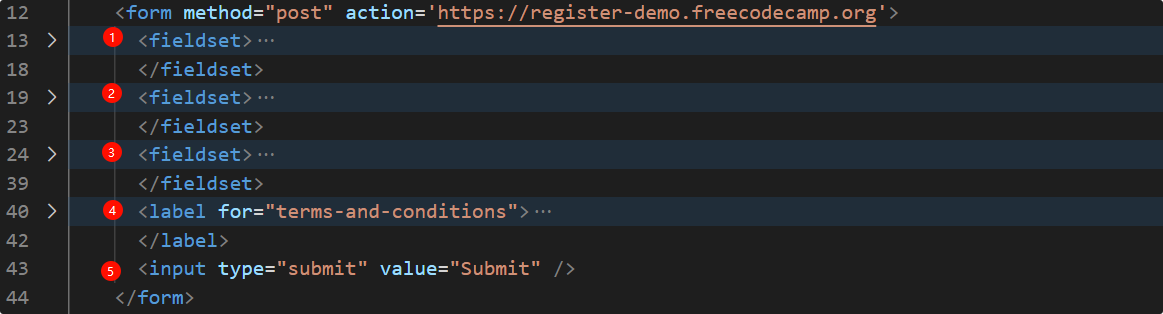 12 <form method="post" action='https://register-demo.freecodecamp.org'>
13 > 1 <fieldset>···
18 </fieldset>
19 > 2 <fieldset>···
23 </fieldset>
24 > 3 <fieldset>···
39 </fieldset>
40 > 4 <label for="terms-and-conditions">···
42 </label>
43 5 <input type="submit" value="Submit" />
44 </form>